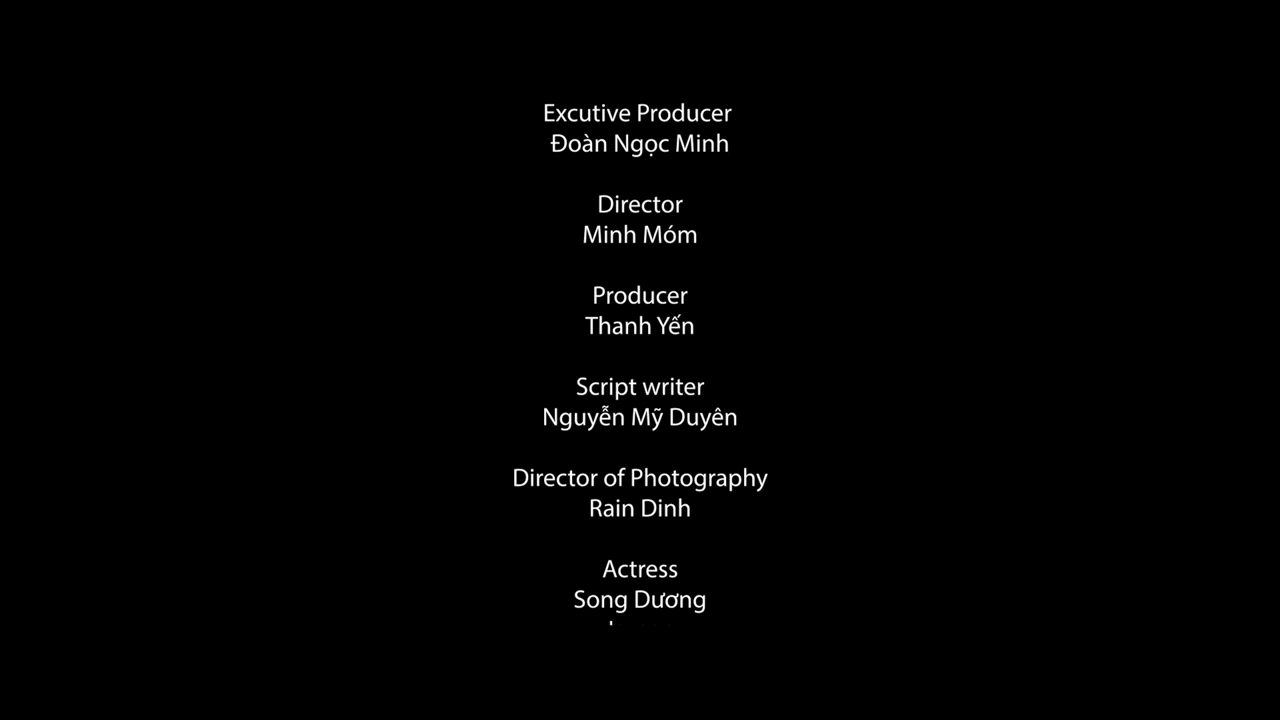 Excutive Producer
Đoàn Ngọc Minh
Director
Minh Móm
Producer
Thanh Yến
Script writer
Nguyễn Mỹ Duyên
Director of Photography
Rain Dinh
Actress
Song Dương